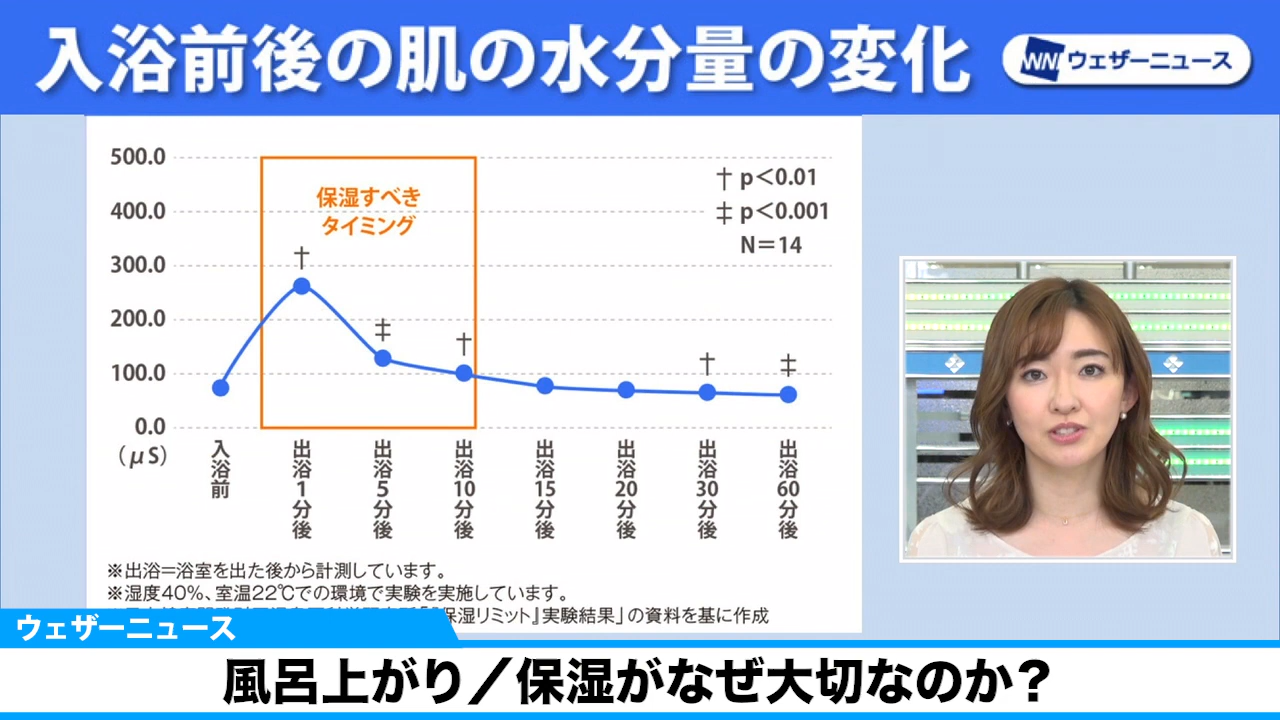 入浴前後の肌の水分量の変化
WN ウェザーニュース
500.0
400.0
300.0
200.0
100.0
0.0
（μS）
保湿すべき
タイミング
† p＜0.01
‡ p＜0.001
N＝14
†
‡
†
†
‡
入浴前
出浴1分後
出浴5分後
出浴10分後
出浴15分後
出浴20分後
出浴30分後
出浴60分後
※出浴＝浴室を出た後から計測しています。
※湿度40%、室温22℃での環境で実験を実施しています。
保湿リミット』実験結果」の資料を基に作成
ウェザーニュース
風呂上がり／保湿がなぜ大切なのか？